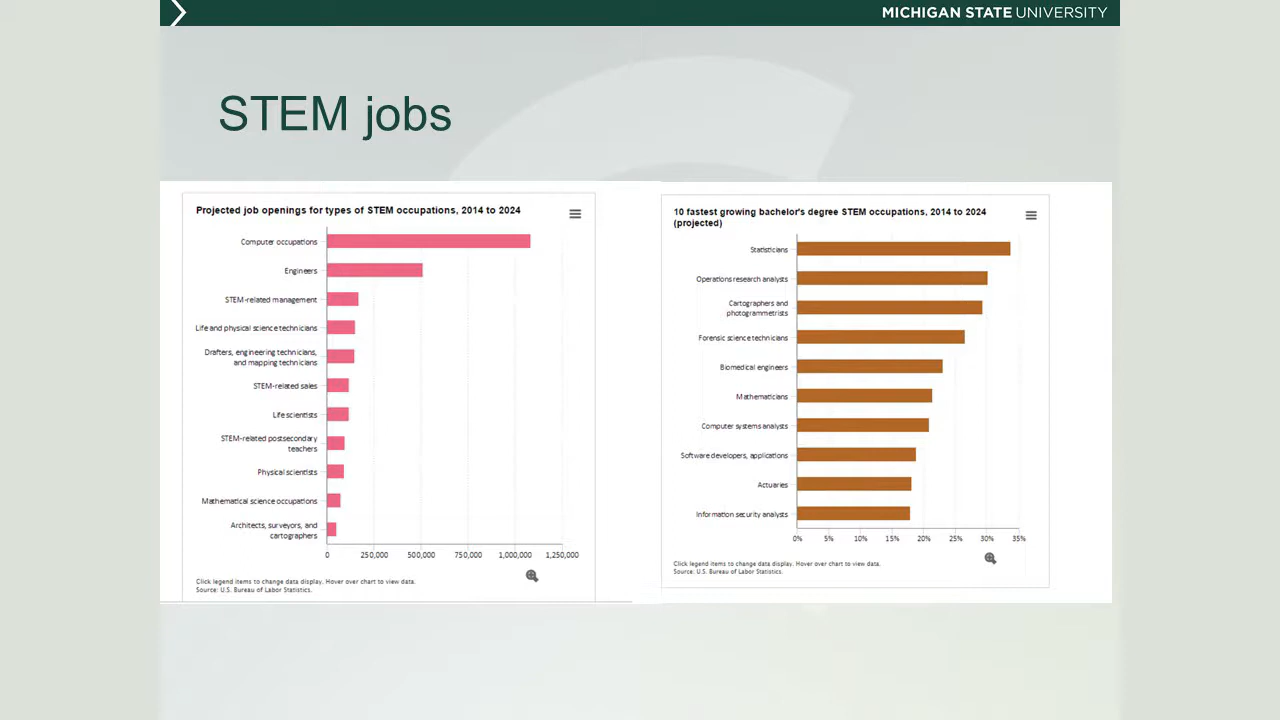 MICHIGAN STATE UNIVERSITY
STEM jobs
Projected job openings for types of STEM occupations, 2014 to 2024
Computer occupations
Engineers
STEM-related management
Life and physical science technicians
Drafters, engineering technicians,
and mapping technicians
STEM-related sales
Life scientists
STEM-related postsecondary
teachers
Physical scientists
Mathematical science occupations
Architects, surveyors, and
cartographers
0 250,000 500,000 750,000 1,000,000 1,250,000
Click legend items to change data display. Hover over chart to view data.
Source: U.S. Bureau of Labor Statistics.
10 fastest growing bachelor's degree STEM occupations, 2014 to 2024
(projected)
Statisticians
Operations research analysts
Cartographers and
photogrammetrists
Forensic science technicians
Biomedical engineers
Mathematicians
Computer systems analysts
Software developers, applications
Actuaries
Information security analysts
0% 5% 10% 15% 20% 25% 30% 35%
Click legend items to change data display. Hover over chart to view data.
Source: U.S. Bureau of Labor Statistics.